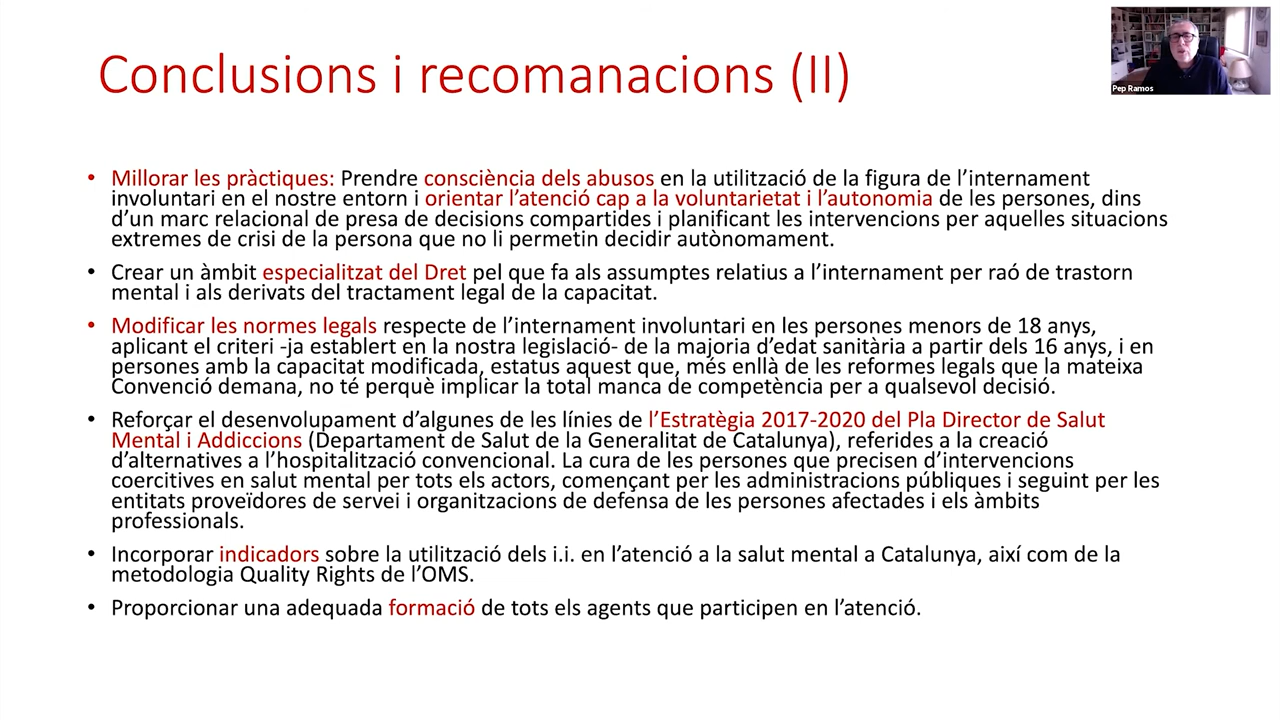 Conclusions i recomanacions (II)
Pep Ramos
• Millorar les pràctiques: Prendre consciència dels abusos en la utilització de la figura de l'internament
involuntari en el nostre entorn i orientar l'atenció cap a la voluntarietat i l'autonomia de les persones, dins
d'un marc relacional de presa de decisions compartides i planificant les intervencions per aquelles situacions
extremes de crisi de la persona que no li permetin decidir autònomament.
• Crear un àmbit especialitzat del Dret pel que fa als assumptes relatius a l'internament per raó de trastorn
mental i als derivats del tractament legal de la capacitat.
• Modificar les normes legals respecte de l'internament involuntari en les persones menors de 18 anys,
aplicant el criteri -ja establert en la nostra legislació- de la majoria d'edat sanitària a partir dels 16 anys, i en
persones amb la capacitat modificada, estatus aquest que, més enllà de les reformes legals que la mateixa
Convenció demana, no té perquè implicar la total manca de competència per a qualsevol decisió.
• Reforçar el desenvolupament d'algunes de les línies de l'Estratègia 2017-2020 del Pla Director de Salut
Mental i Addiccions (Departament de Salut de la Generalitat de Catalunya), referides a la creació
d'alternatives a l'hospitalització convencional. La cura de les persones que precisen d'intervencions
coercitives en salut mental per tots els actors, començant per les administracions públiques i seguint per les
entitats proveïdores de servei i organitzacions de defensa de les persones afectades i els àmbits
professionals.
• Incorporar indicadors sobre la utilització dels i.i. en l'atenció a la salut mental a Catalunya, així com de la
metodologia Quality Rights de l'OMS.
• Proporcionar una adequada formació de tots els agents que participen en l'atenció.